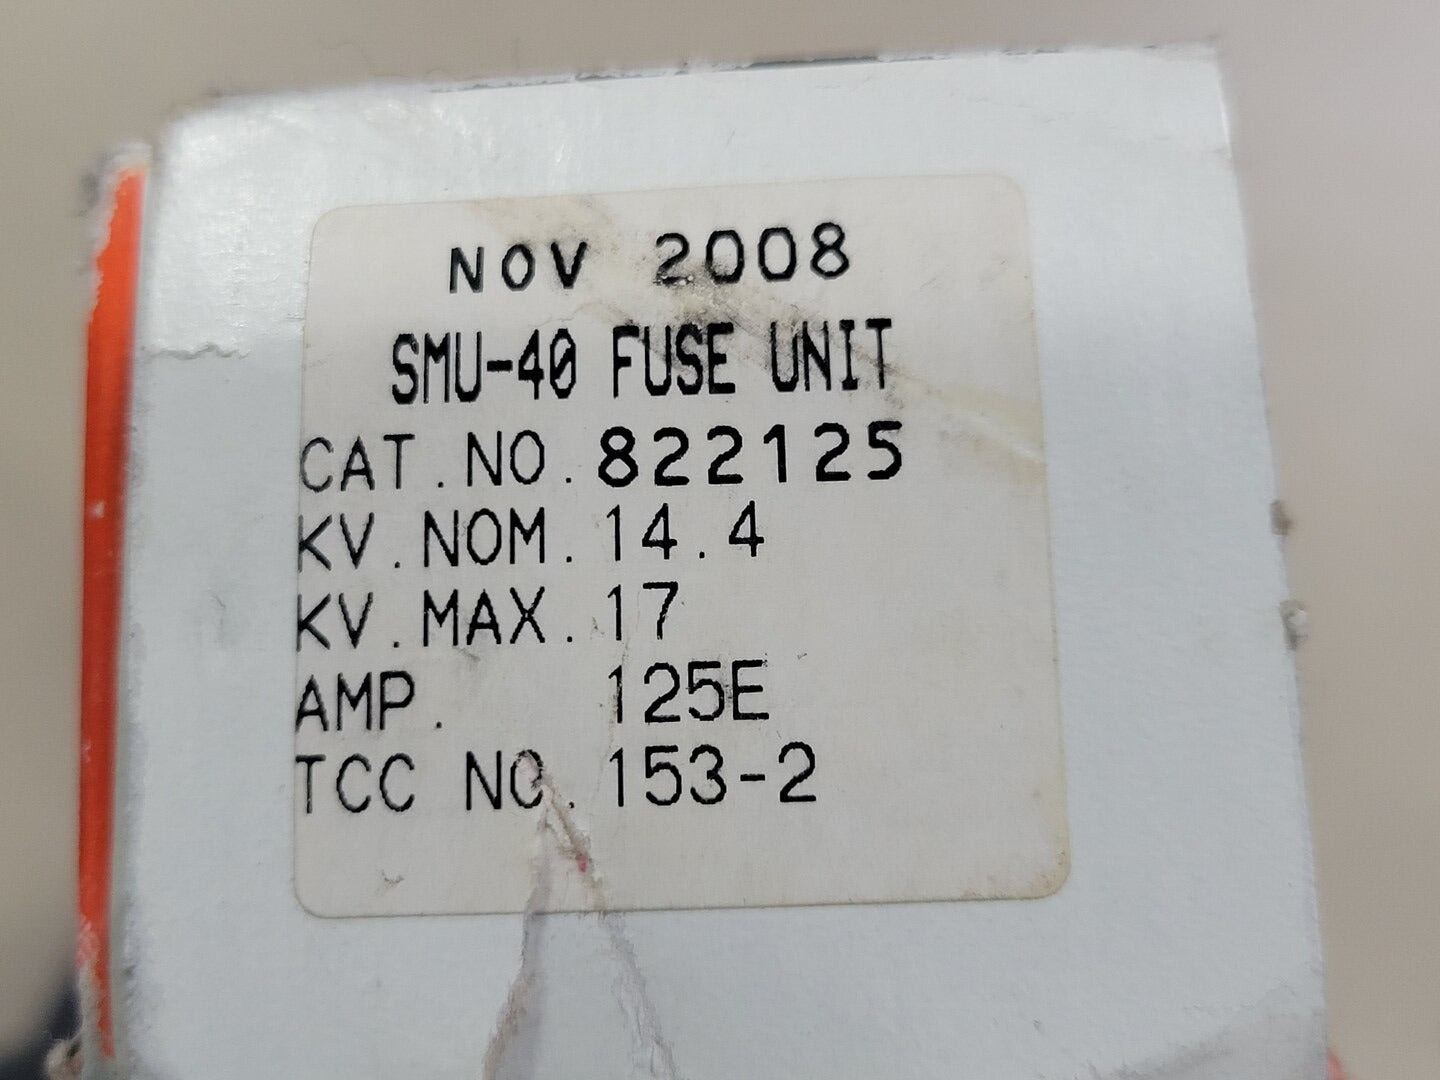 NOV 2008
SMU-40 FUSE UNIT
CAT.NO.822125
KV.NOM.14.4
KV.MAX.17
AMP. 125E
TCC NO.153-2